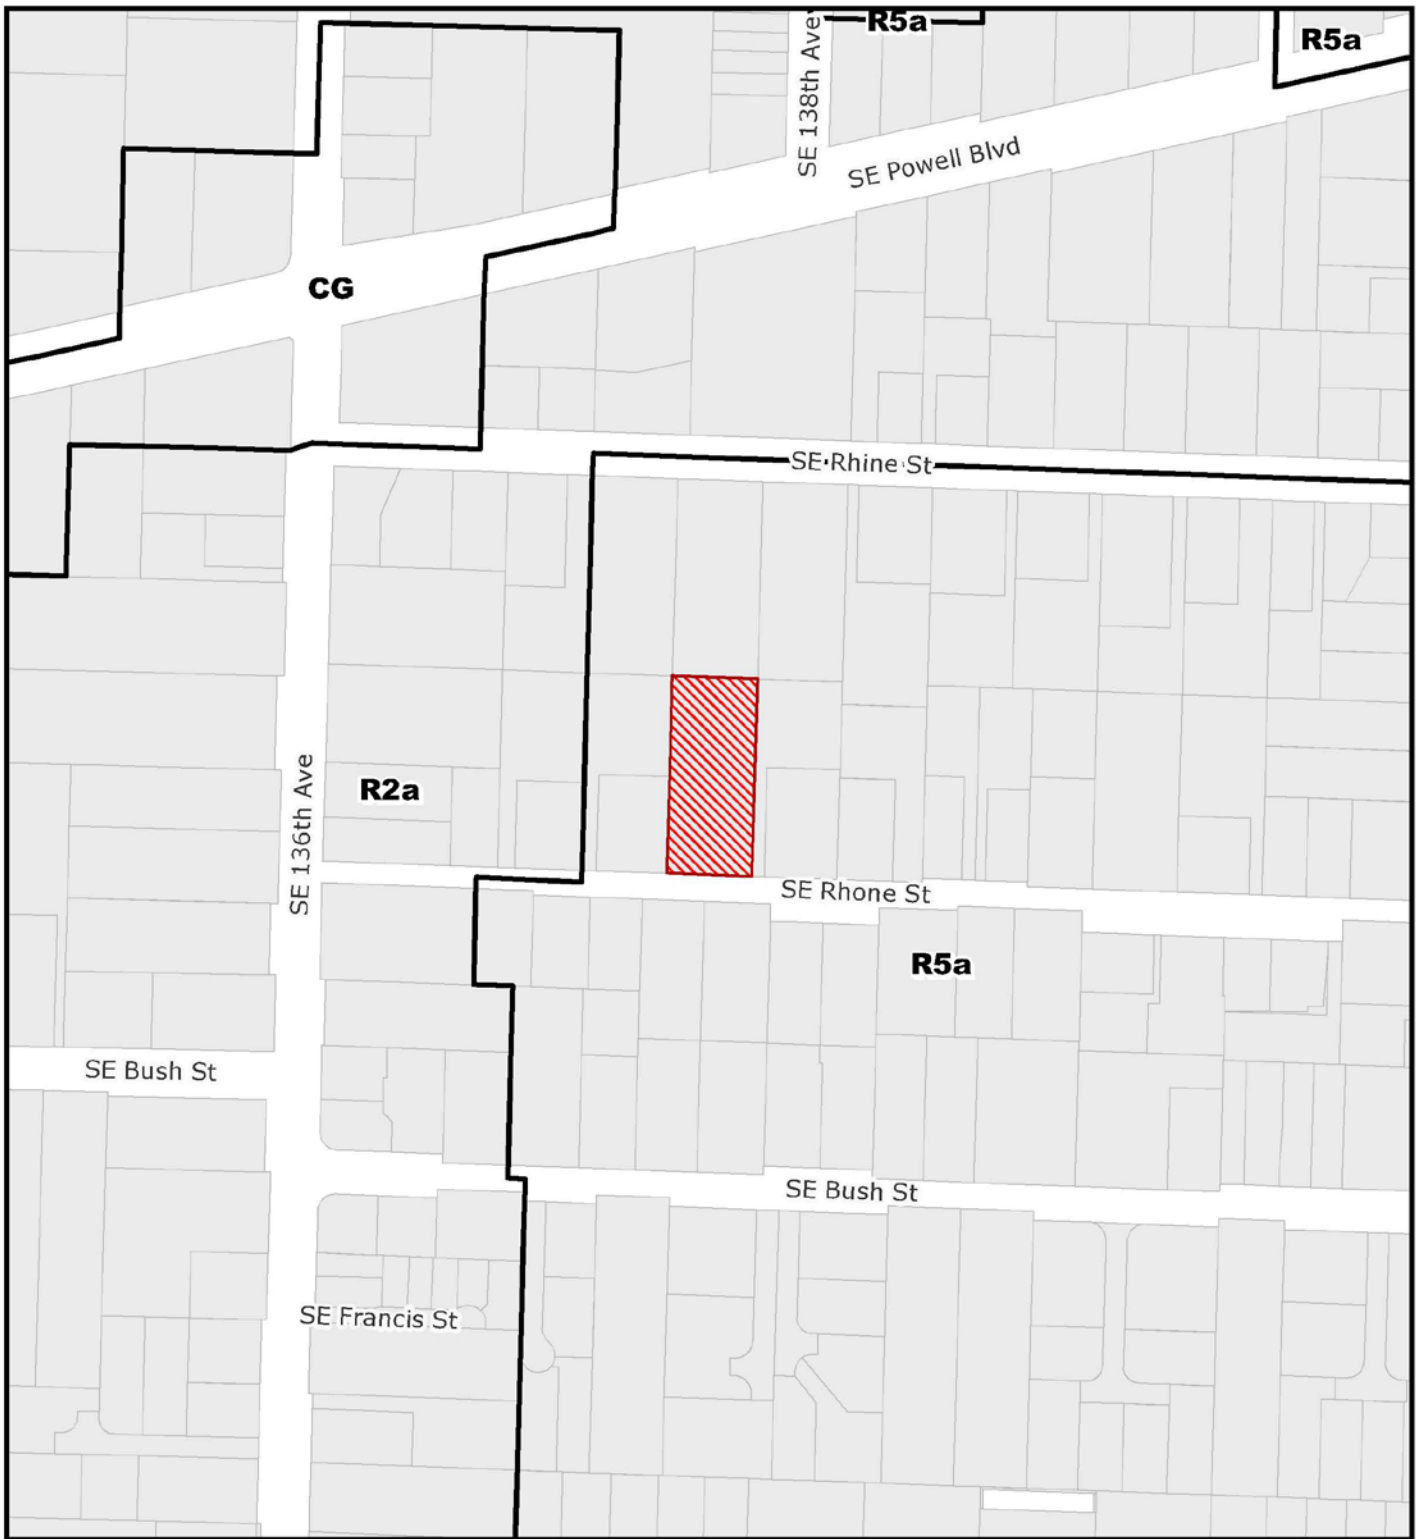 R5a
R5a
SE 138th Ave
SE Powell Blvd
CG
SE Rhine St
SE 136th Ave
R2a
SE Rhone St
R5a
SE Bush St
SE Bush St
SE Francis St